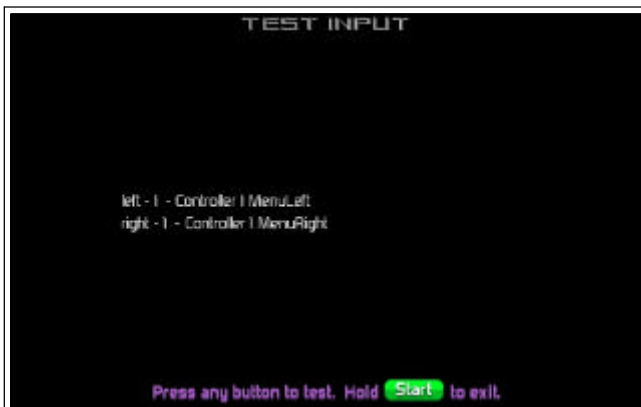 TEST INPUT
left - 1 - Controller 1 MenuLeft
right - 1 - Controller 1 MenuRight
Press any button to test. Hold Start to exit.